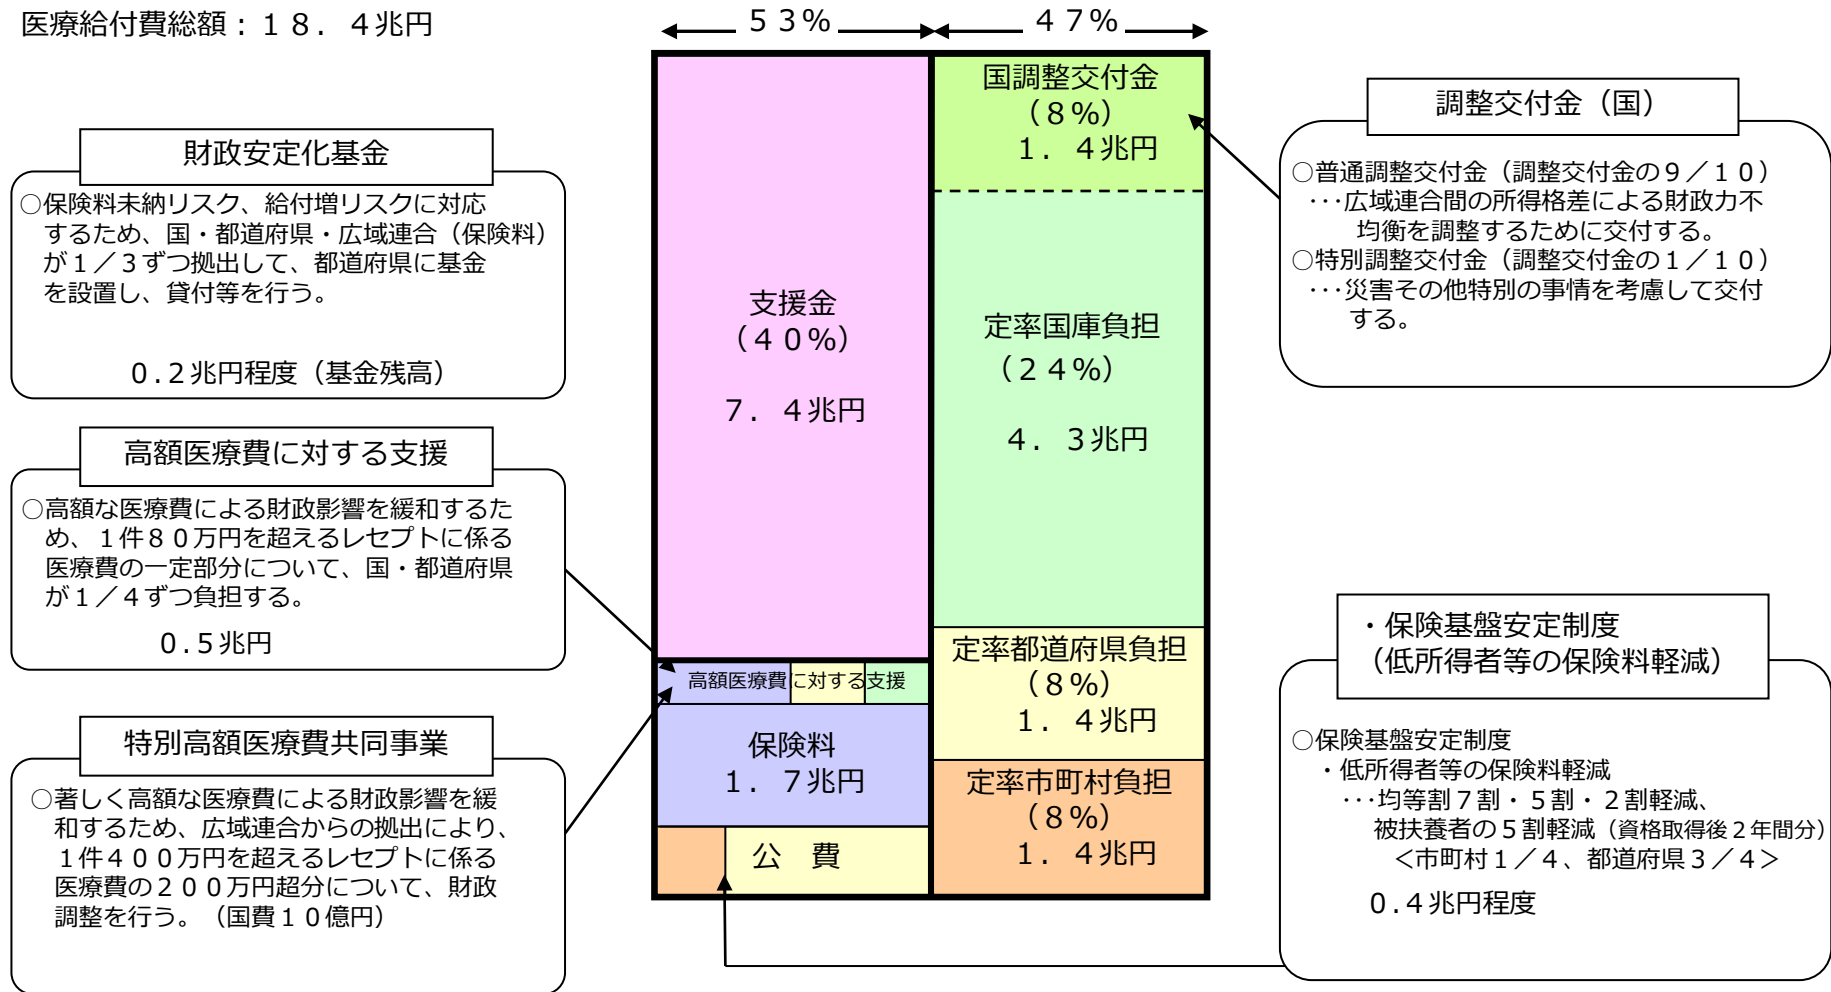 医療給付費総額：１８．４兆円
５３%
４７%
財政安定化基金
○保険料未納リスク、給付増リスクに対応
するため、国・都道府県・広域連合（保険料）
が１／３ずつ拠出して、都道府県に基金
を設置し、貸付等を行う。
０.２兆円程度（基金残高）
高額医療費に対する支援
○高額な医療費による財政影響を緩和するた
め、１件８０万円を超えるレセプトに係る
医療費の一定部分について、国・都道府県
が１／４ずつ負担する。
０.５兆円
特別高額医療費共同事業
○著しく高額な医療費による財政影響を緩
和するため、広域連合からの拠出により、
１件４００万円を超えるレセプトに係る
医療費の２００万円超分について、財政
調整を行う。（国費１０億円）
支援金
（４０%）
７．４兆円
高額医療費に対する支援
保険料
１．７兆円
公　費
国調整交付金
（８%）
１．４兆円
定率国庫負担
（２４%）
４．３兆円
定率都道府県負担
（８%）
１．４兆円
定率市町村負担
（８%）
１．４兆円
調整交付金（国）
○普通調整交付金（調整交付金の９／１０）
･･･広域連合間の所得格差による財政力不
均衡を調整するために交付する。
○特別調整交付金（調整交付金の１／１０）
･･･災害その他特別の事情を考慮して交付
する。
・保険基盤安定制度
（低所得者等の保険料軽減）
○保険基盤安定制度
・低所得者等の保険料軽減
･･･均等割７割・５割・２割軽減、
被扶養者の５割軽減（資格取得後２年間分）
＜市町村１／４、都道府県３／４＞
０.４兆円程度